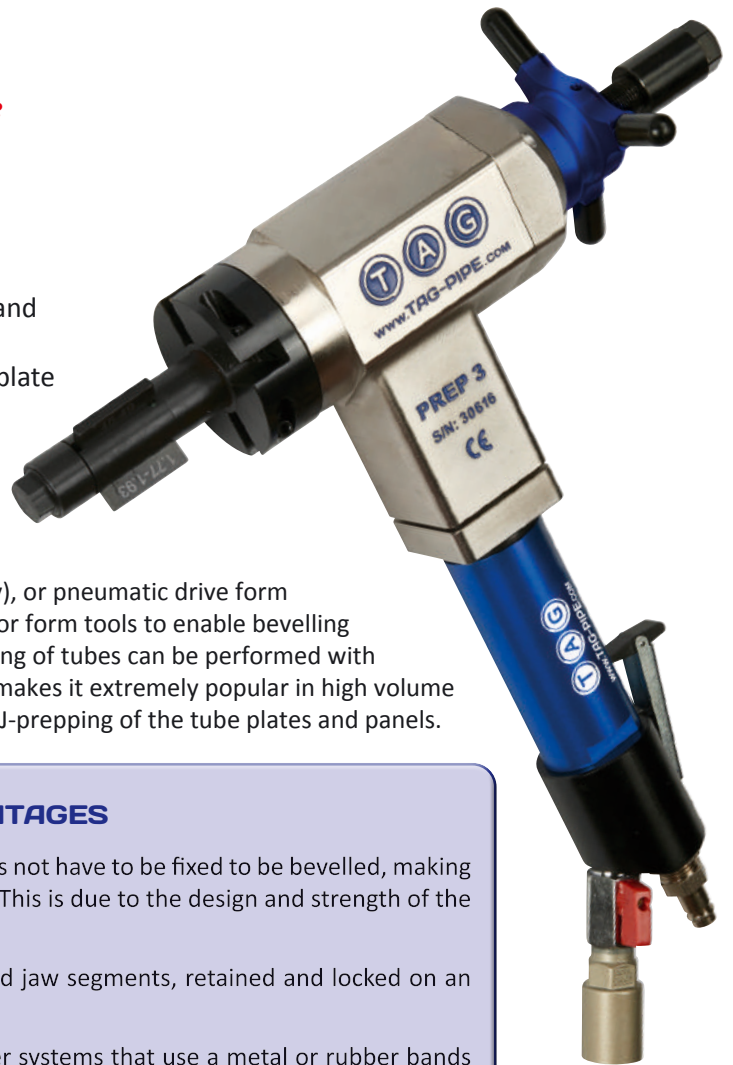 and
plate
TAG
www.TAG-PIPE.com
PREP 3
S/N: 30616
CE
1.77-1.93
), or pneumatic drive form
or form tools to enable bevelling
ing of tubes can be performed with
makes it extremely popular in high volume
J-prepping of the tube plates and panels.
TAG
www.TAG-PIPE.com
NTAGES
s not have to be fixed to be bevelled, making
This is due to the design and strength of the
d jaw segments, retained and locked on an
er systems that use a metal or rubber bands